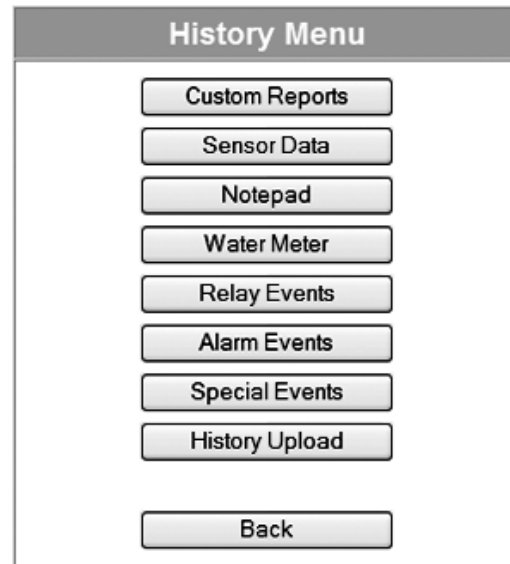 History Menu
Custom Reports
Sensor Data
Notepad
Water Meter
Relay Events
Alarm Events
Special Events
History Upload
Back